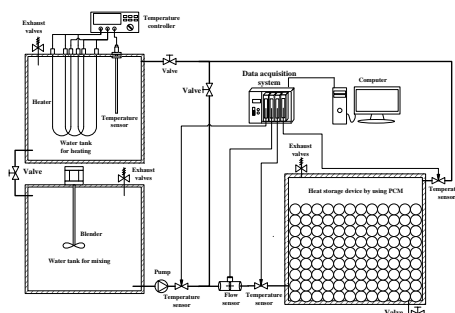 Exhaust
valves
Temperature
controller
Valve
Heater
Temperature
sensor
Water tank
for heating
Valve
Data acquisition
system
Computer
Valve
Exhaust
valves
Blender
Water tank for mixing
Pump
Temperature
sensor
Flow
sensor
Temperature
sensor
Exhaust
valves
Heat storage device by using PCM
Temperature
sensor
Valve